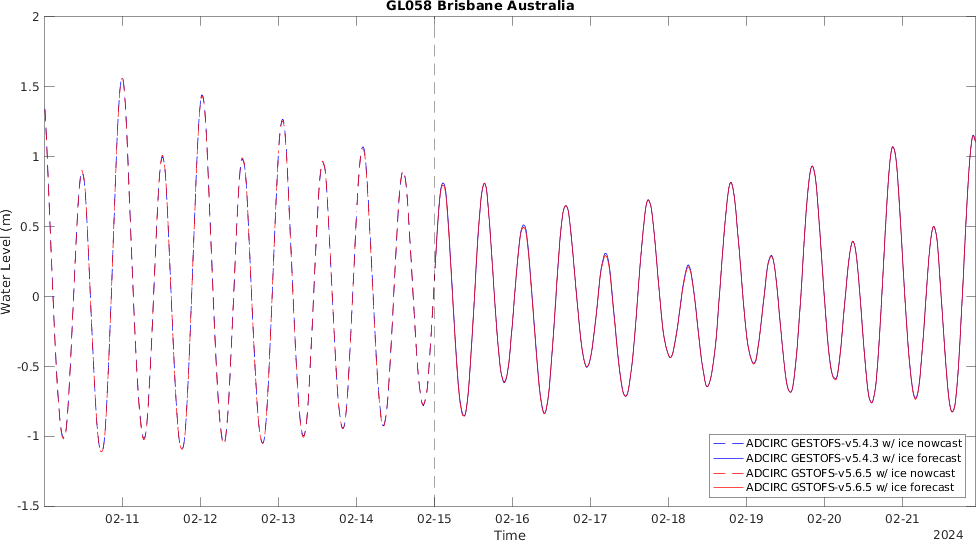 GL058 Brisbane Australia
2
1.5
1
0.5
0
-0.5
-1
-1.5
Water Level (m)
ADCIRC GESTOFS-v5.4.3 w/ ice nowcast
ADCIRC GESTOFS-v5.4.3 w/ ice forecast
ADCIRC GSTOFS-v5.6.5 w/ ice nowcast
ADCIRC GSTOFS-v5.6.5 w/ ice forecast
02-11 02-12 02-13 02-14 02-15 02-16 02-17 02-18 02-19 02-20 02-21
Time
2024